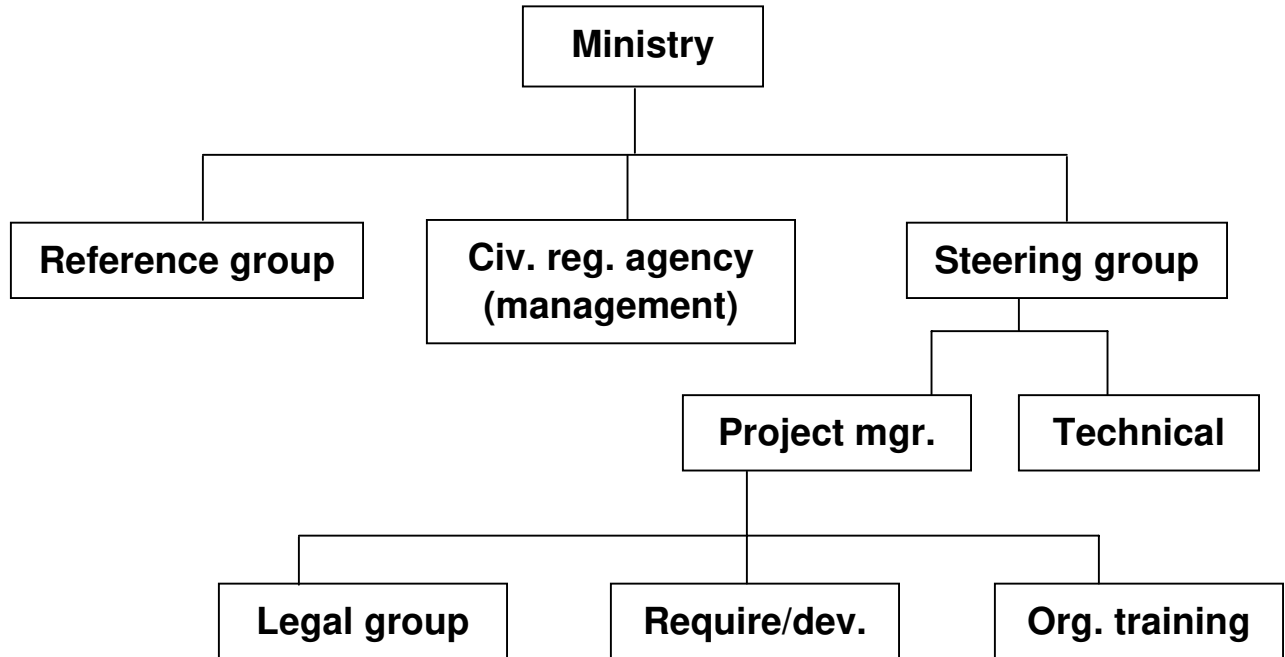 Ministry
Reference group
Civ. reg. agency
(management)
Steering group
Project mgr.
Technical
Legal group
Require/dev.
Org. training